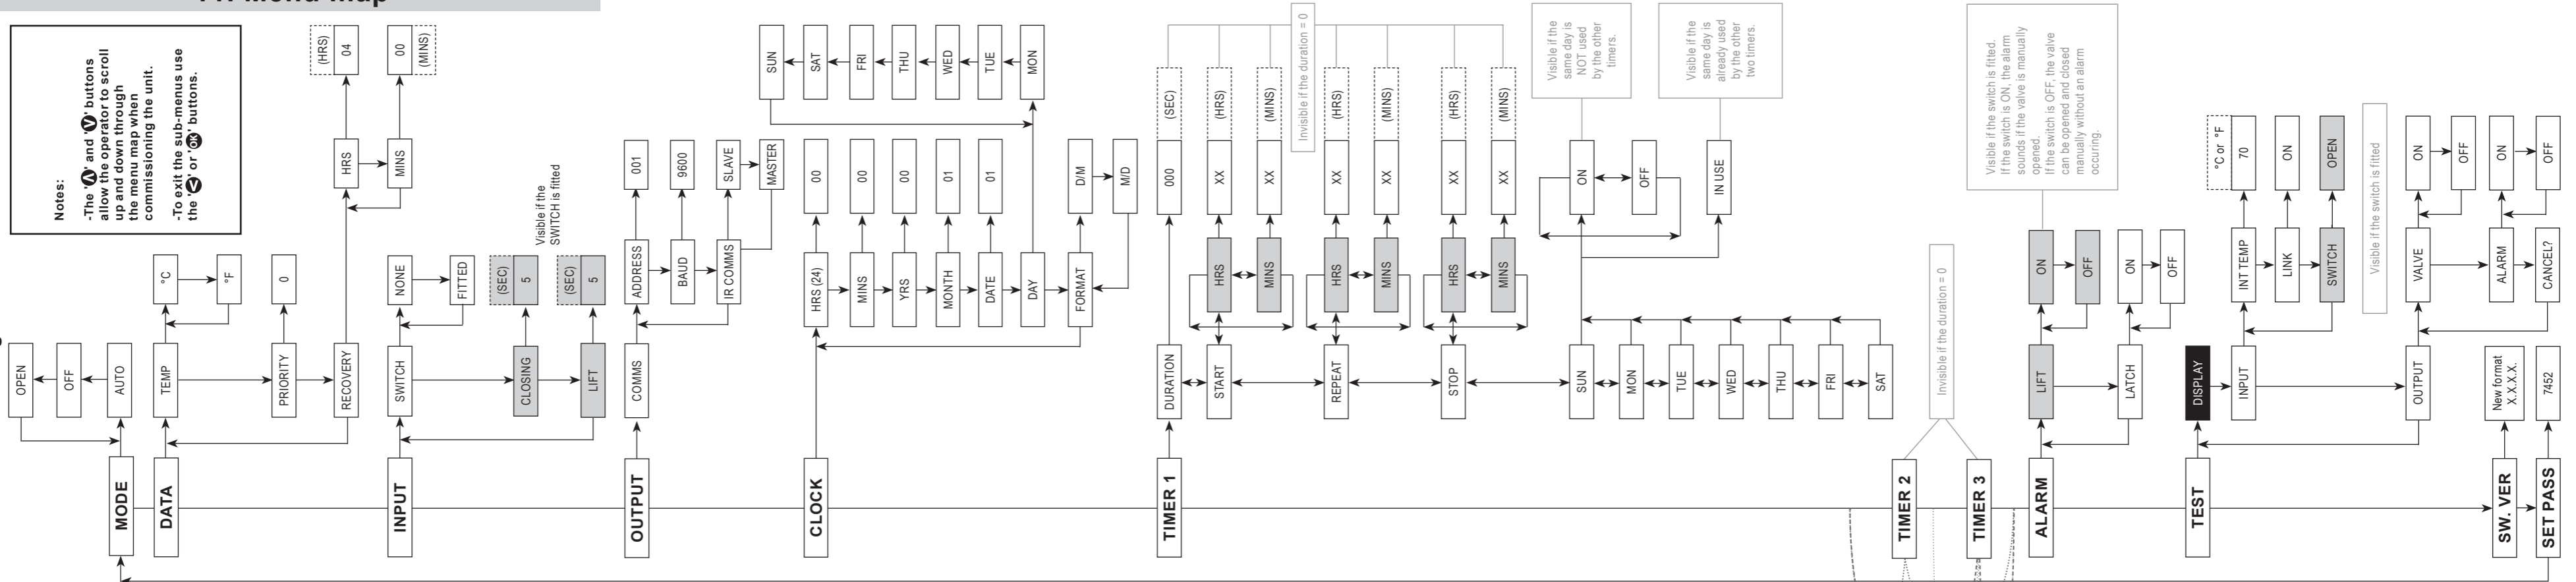 Menu Map
Notes:
-The '∧' and '∨' buttons
allow the operator to scroll
up and down through
the menu map when
commissioning the unit.
-To exit the sub-menus use
the '<' or 'OK' buttons.
MODE
AUTO
OFF
OPEN
DATA
TEMP
°C
°F
PRIORITY
0
RECOVERY
HRS
04
(HRS)
MINS
00
(MINS)
INPUT
SWITCH
NONE
FITTED
CLOSING
5
(SEC)
LIFT
5
(SEC)
Visible if the
SWITCH is fitted
OUTPUT
COMMS
ADDRESS
001
BAUD
9600
IR COMMS
SLAVE
MASTER
CLOCK
HRS (24)
00
MINS
00
YRS
00
MONTH
01
DATE
01
DAY
MON
TUE
WED
THU
FRI
SAT
SUN
FORMAT
D/M
M/D
TIMER 1
DURATION
000
(SEC)
START
HRS
XX
(HRS)
MINS
XX
(MINS)
Invisible if the duration = 0
REPEAT
HRS
XX
(HRS)
MINS
XX
(MINS)
STOP
HRS
XX
(HRS)
MINS
XX
(MINS)
SUN
MON
TUE
WED
THU
FRI
SAT
ON
OFF
Visible if the
same day is
NOT used
by the other
timers.
IN USE
Visible if the
same day is
already used
by the other
two timers.
TIMER 2
TIMER 3
Invisible if the duration = 0
ALARM
LIFT
ON
OFF
Visible if the switch is fitted.
If the switch is ON, the alarm
sounds if the valve is manually
opened.
If the switch is OFF, the valve
can be opened and closed
manually without an alarm
occuring.
LATCH
ON
OFF
TEST
DISPLAY
INPUT
INT TEMP
70
°C or °F
LINK
ON
SWITCH
OPEN
Visible if the switch is fitted
OUTPUT
VALVE
ON
OFF
ALARM
ON
OFF
CANCEL?
SW. VER
New format
X.X.X.X.
SET PASS
7452